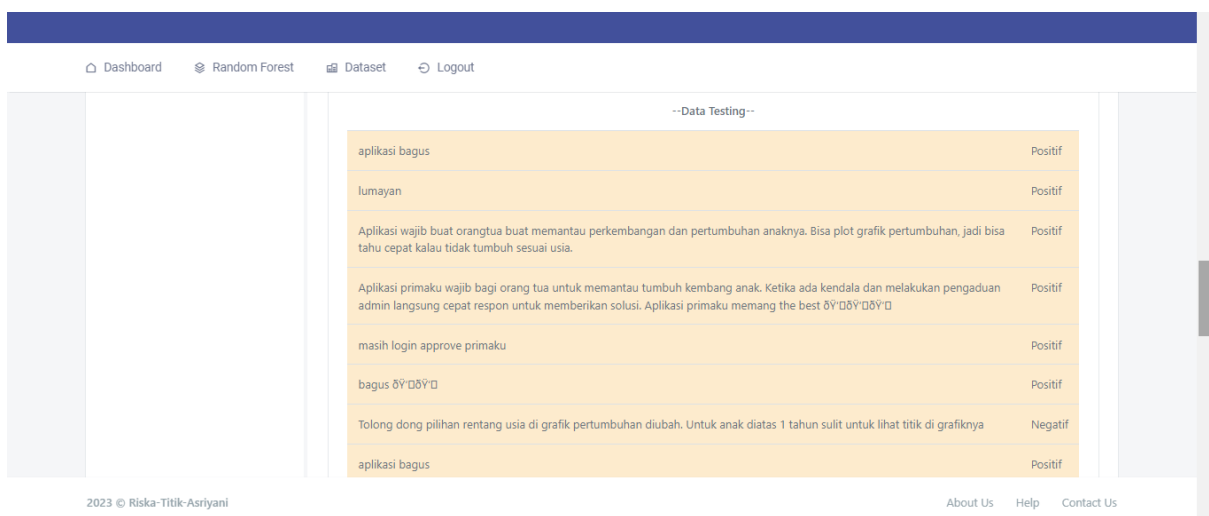 Dashboard Random Forest Dataset Logout
--Data Testing--
aplikasi bagus Positif
lumayan Positif
Aplikasi wajib buat orangtua buat memantau perkembangan dan pertumbuhan anaknya. Bisa plot grafik pertumbuhan, jadi bisa Positif
tahu cepat kalau tidak tumbuh sesuai usia.
Aplikasi primaku wajib bagi orang tua untuk memantau tumbuh kembang anak. Ketika ada kendala dan melakukan pengaduan Positif
admin langsung cepat respon untuk memberikan solusi. Aplikasi primaku memang the best ðŸ'□ðŸ'□ðŸ'□
masih login approve primaku Positif
bagus ðŸ'□ðŸ'□ Positif
Tolong dong pilihan rentang usia di grafik pertumbuhan diubah. Untuk anak diatas 1 tahun sulit untuk lihat titik di grafiknya Negatif
aplikasi bagus Positif
2023 © Riska-Titik-Asriyani About Us Help Contact Us